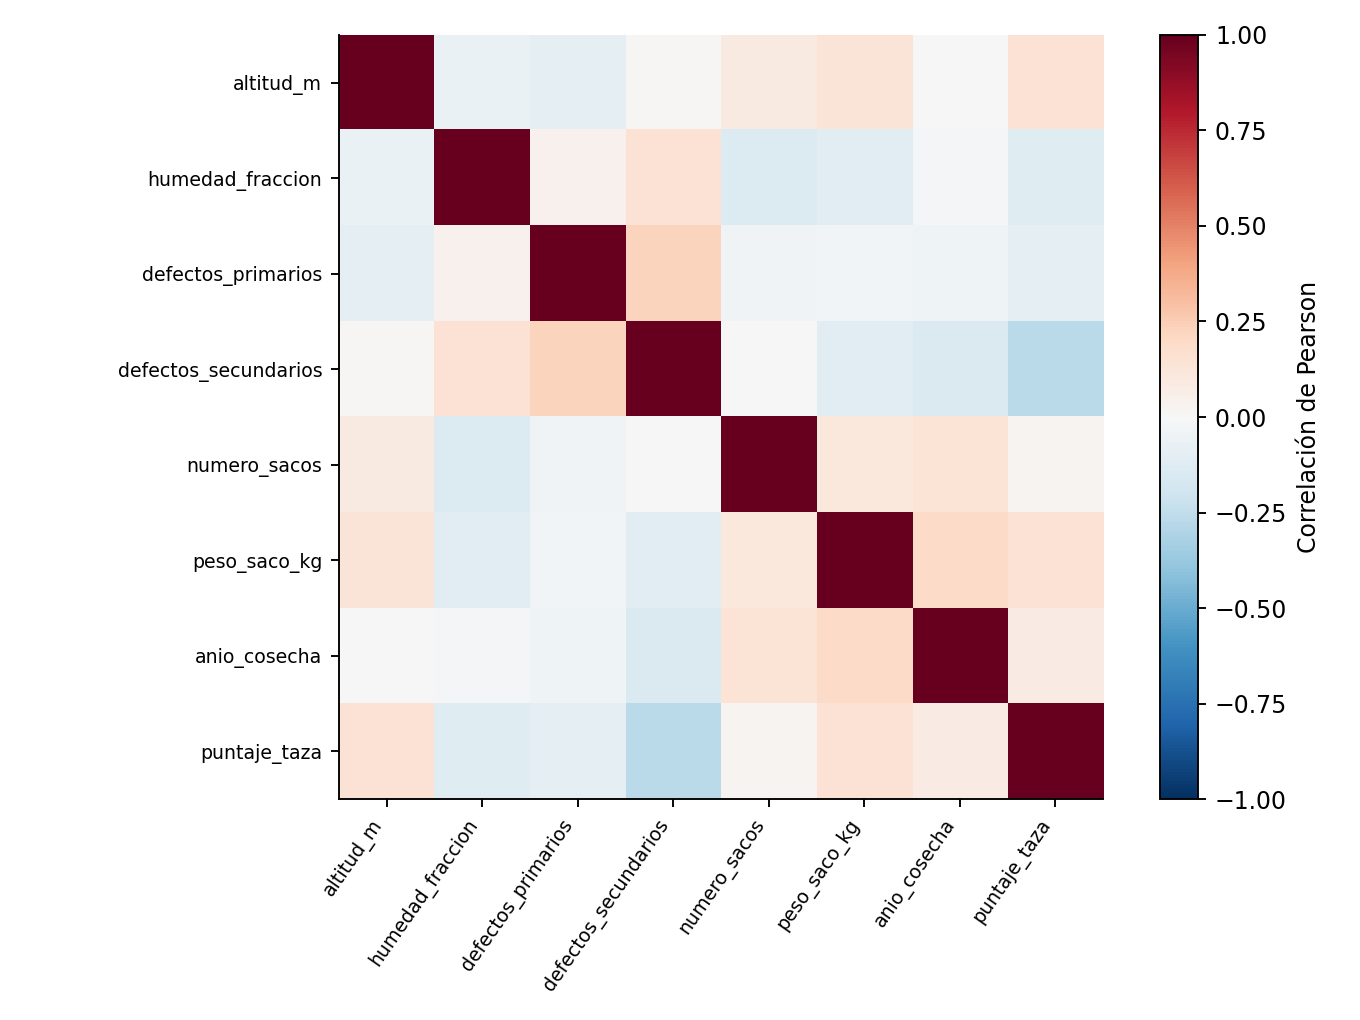 altitud_m
humedad_fraccion
defectos_primarios
defectos_secundarios
numero_sacos
peso_saco_kg
anio_cosecha
puntaje_taza
altitud_m
humedad_fraccion
defectos_primarios
defectos_secundarios
numero_sacos
peso_saco_kg
anio_cosecha
puntaje_taza
1.00
0.75
0.50
0.25
0.00
−0.25
−0.50
−0.75
−1.00
Correlación de Pearson